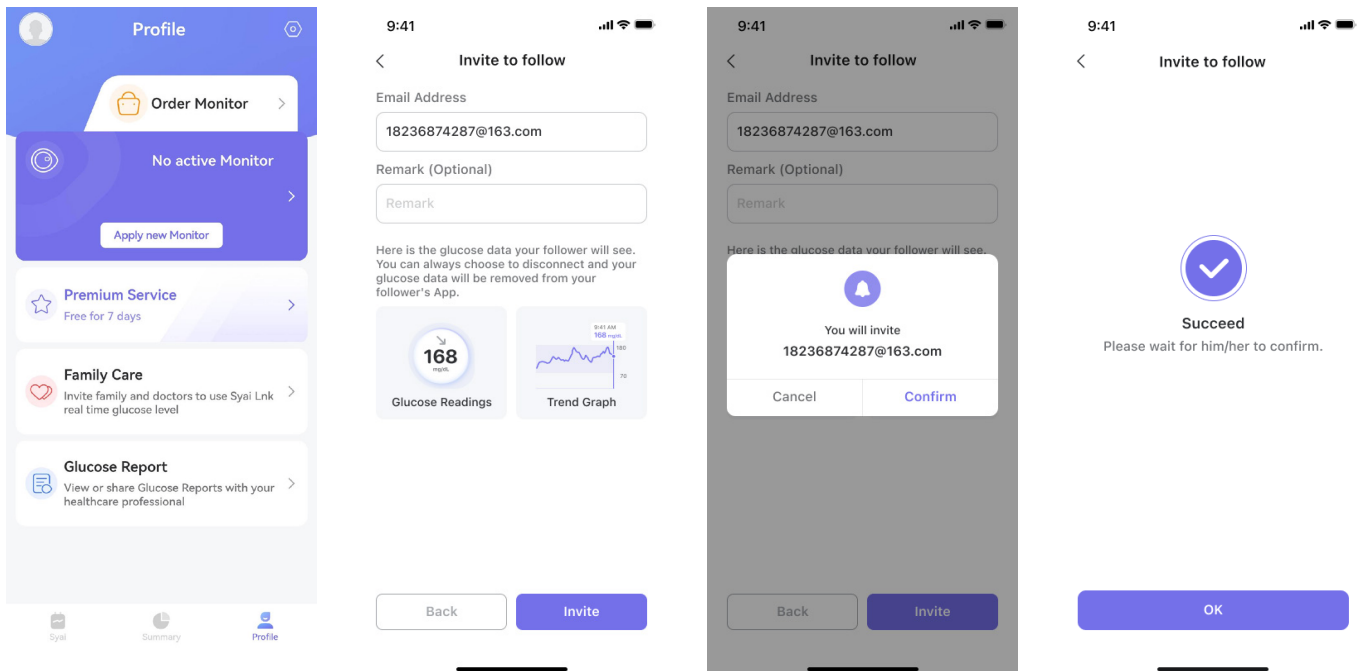 Profile
Order Monitor
No active Monitor
Apply new Monitor
Premium Service
Free for 7 days
Family Care
Invite family and doctors to use Syai Lnk
real time glucose level
Glucose Report
View or share Glucose Reports with your
healthcare professional
Syai
Summary
Profile
9:41
Invite to follow
Email Address
18236874287@163.com
Remark (Optional)
Remark
Here is the glucose data your follower will see.
You can always choose to disconnect and your
glucose data will be removed from your
follower's App.
168
mg/dL
Glucose Readings
9:41 AM
168 mg/dL
180
70
Trend Graph
Back
Invite
9:41
Invite to follow
Email Address
18236874287@163.com
Remark (Optional)
Remark
Here is the glucose data your follower will see.
You will invite
18236874287@163.com
Cancel
Confirm
Back
Invite
9:41
Invite to follow
Succeed
Please wait for him/her to confirm.
OK